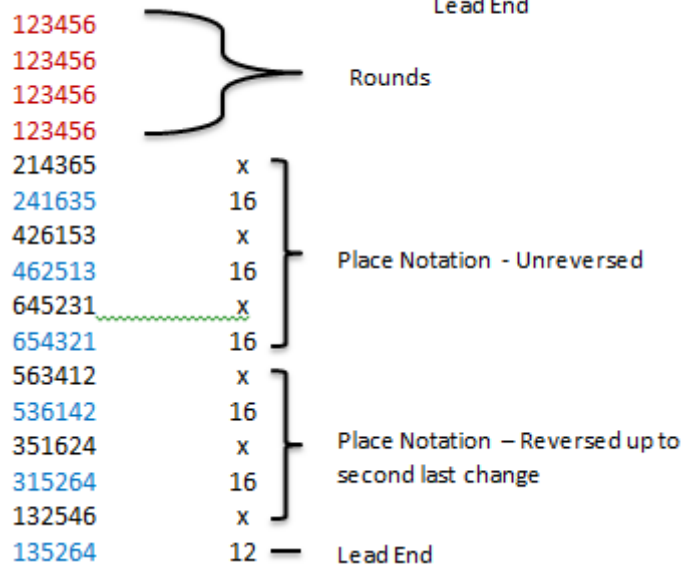 Lead End
123456
123456 Rounds
123456
123456
214365 x
241635 16
426153 x
462513 16 Place Notation - Unreversed
645231 x
654321 16
563412 x
536142 16
351624 x Place Notation – Reversed up to
315264 16 second last change
132546 x
135264 12 Lead End